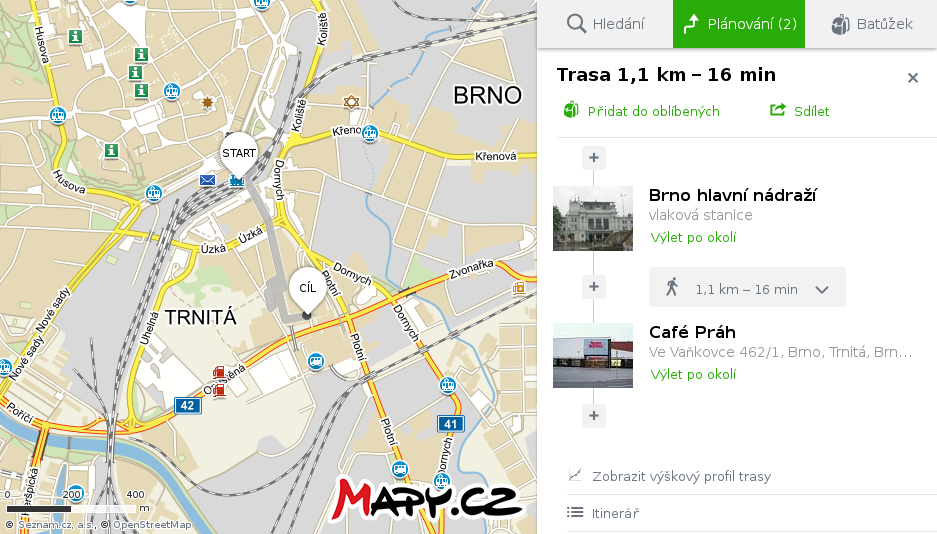 Hledání
Plánování (2)
Batůžek
Trasa 1,1 km – 16 min
Přidat do oblíbených
Sdílet
Brno hlavní nádraží
vlaková stanice
Výlet po okolí
1,1 km – 16 min
Café Práh
Ve Vaňkovce 462/1, Brno, Trnitá, Brn...
Výlet po okolí
Zobrazit výškový profil trasy
Itinerář
Husova
Koliště
BRNO
Koliště
Křeno
Křenová
START
Husova
Dornych
Úzká
Úzká
Zvonařka
Dornych
CÍL
Plotní
Nové sady
Nové sady
TRNITÁ
Uhelná
Dornych
Plotní
Opuštěná
42
41
Poříčí
Plotní
Dornych
0 200 400
m
MAPY.CZ
© Seznam.cz, a.s., © OpenStreetMap